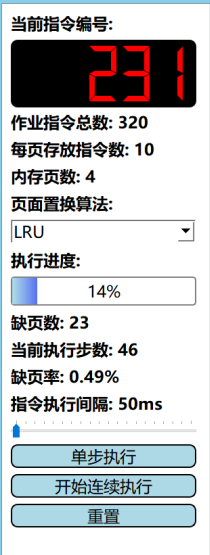 当前指令编号:
231
作业指令总数: 320
每页存放指令数: 10
内存页数: 4
页面置换算法:
LRU
执行进度:
14%
缺页数: 23
当前执行步数: 46
缺页率: 0.49%
指令执行间隔: 50ms
单步执行
开始连续执行
重置